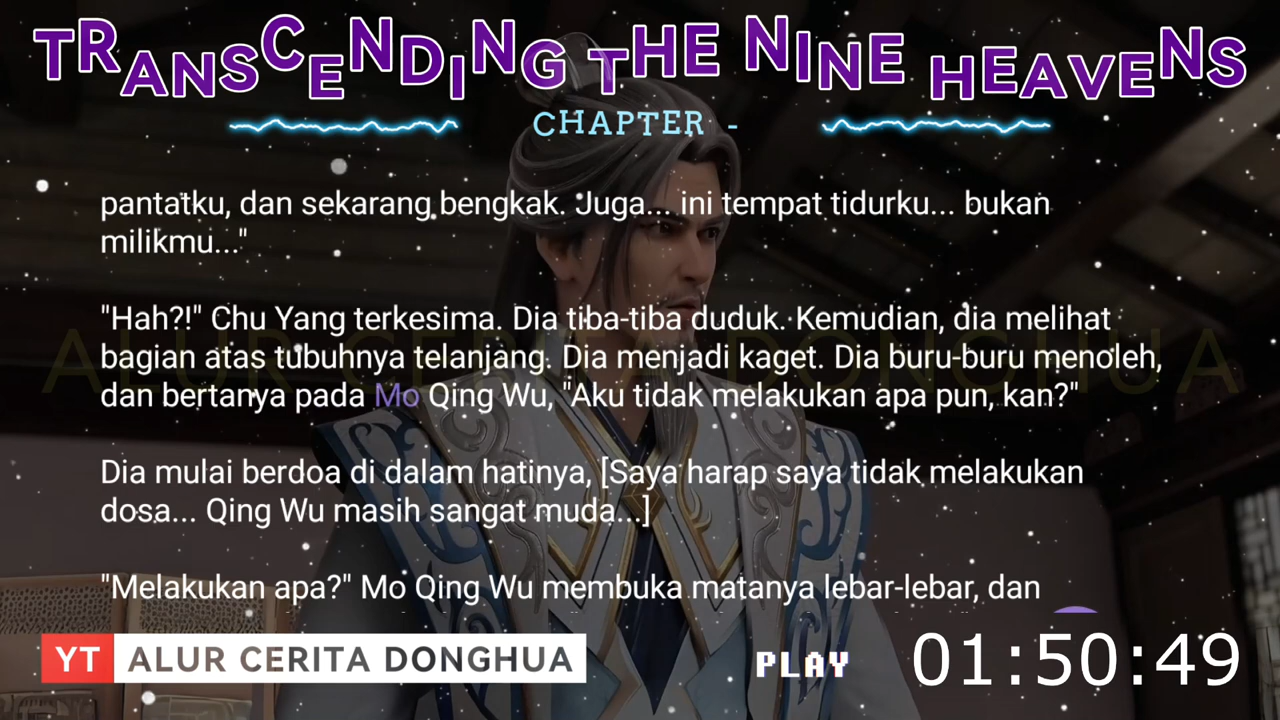 TRANSCENDING THE NINE HEAVENS
CHAPTER -
pantatku, dan sekarang bengkak. Juga... ini tempat tidurku... bukan
milikmu..."
"Hah?!" Chu Yang terkesima. Dia tiba-tiba duduk. Kemudian, dia melihat
bagian atas tubuhnya telanjang. Dia menjadi kaget. Dia buru-buru menoleh,
dan bertanya pada Mo Qing Wu, "Aku tidak melakukan apa pun, kan?"
Dia mulai berdoa di dalam hatinya, [Saya harap saya tidak melakukan
dosa... Qing Wu masih sangat muda...]
"Melakukan apa?" Mo Qing Wu membuka matanya lebar-lebar, dan
ALUR CERITA DONGHUA
YT ALUR CERITA DONGHUA
PLAY 01:50:49